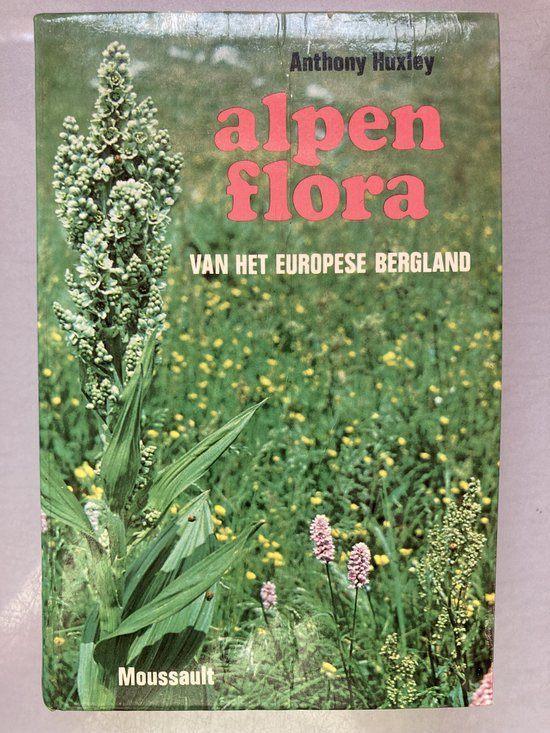 Anthony Huxley
alpen
flora
VAN HET EUROPESE BERGLAND
Moussault